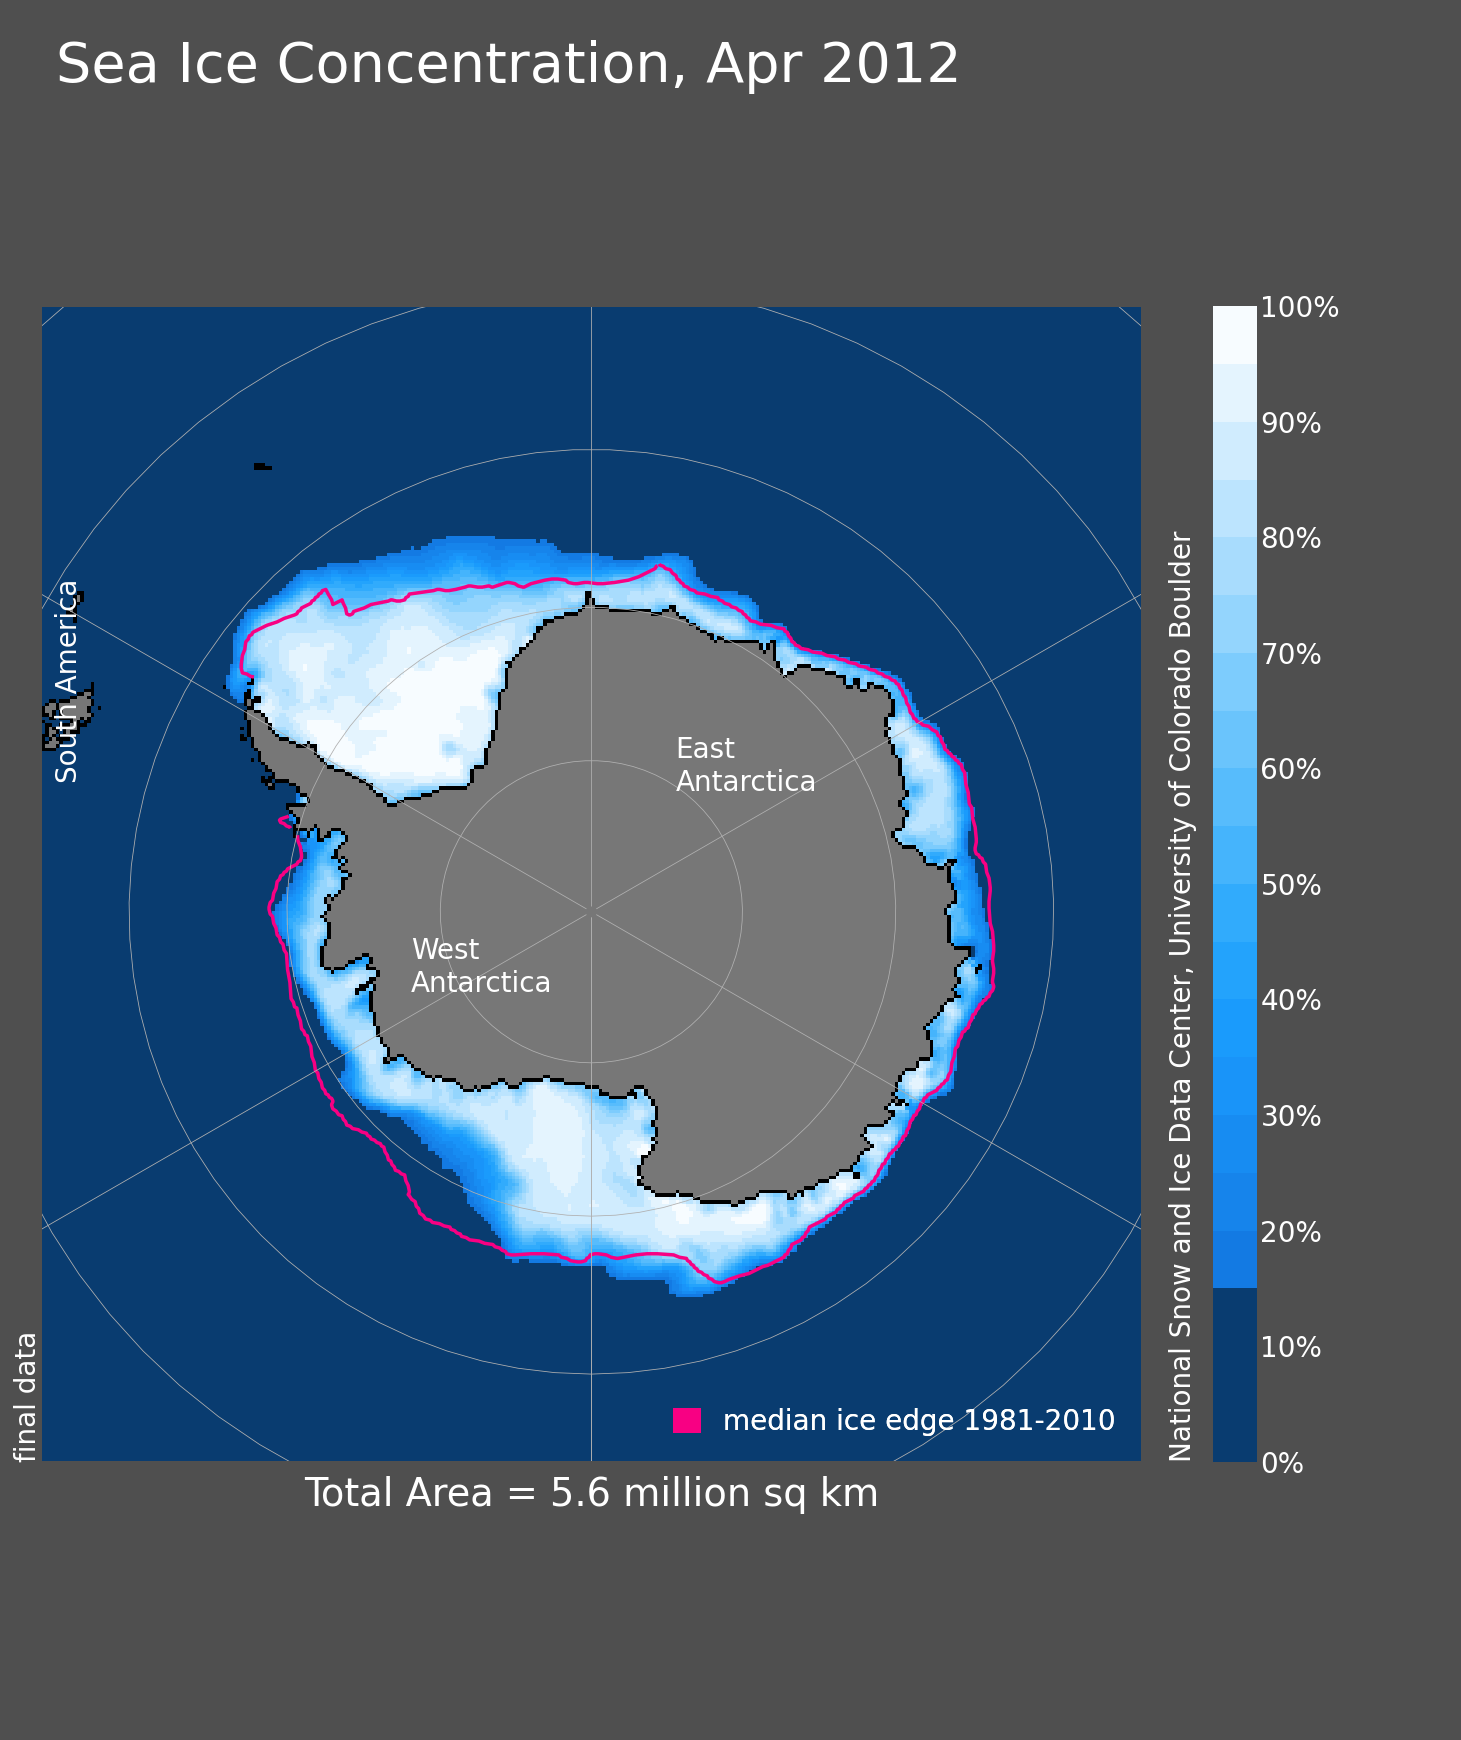 Sea Ice Concentration, Apr 2012
South America
East
Antarctica
West
Antarctica
median ice edge 1981-2010
final data
Total Area = 5.6 million sq km
National Snow and Ice Data Center, University of Colorado Boulder
100%
90%
80%
70%
60%
50%
40%
30%
20%
10%
0%